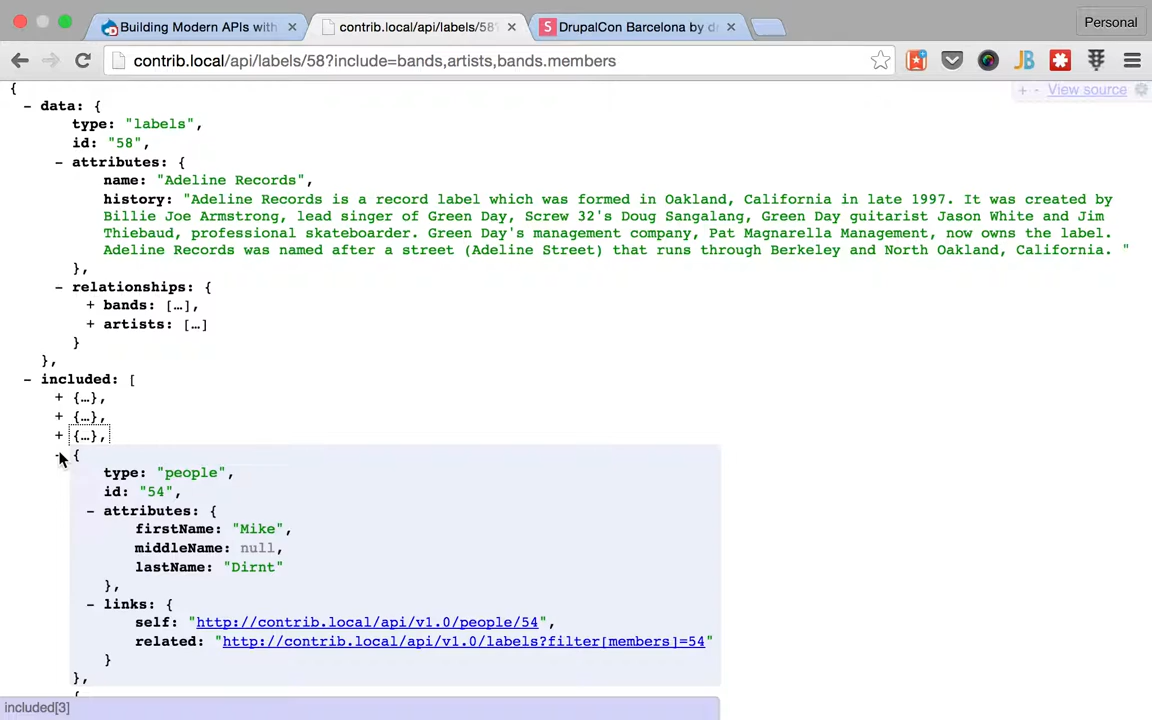 Building Modern APIs with
contrib.local/api/labels/58?
DrupalCon Barcelona by d
Personal
contrib.local/api/labels/58?include=bands,artists,bands.members
JB
{
+ - View source
- data: {
type: "labels",
id: "58",
- attributes: {
name: "Adeline Records",
history: "Adeline Records is a record label which was formed in Oakland, California in late 1997. It was created by
Billie Joe Armstrong, lead singer of Green Day, Screw 32's Doug Sangalang, Green Day guitarist Jason White and Jim
Thiebaud, professional skateboarder. Green Day's management company, Pat Magnarella Management, now owns the label.
Adeline Records was named after a street (Adeline Street) that runs through Berkeley and North Oakland, California. "
},
- relationships: {
+ bands: […],
+ artists: […]
}
},
- included: [
+ {…},
+ {…},
+ {…},
- {
type: "people",
id: "54",
- attributes: {
firstName: "Mike",
middleName: null,
lastName: "Dirnt"
},
- links: {
self: "http://contrib.local/api/v1.0/people/54",
related: "http://contrib.local/api/v1.0/labels?filter[members]=54"
}
},
included[3]